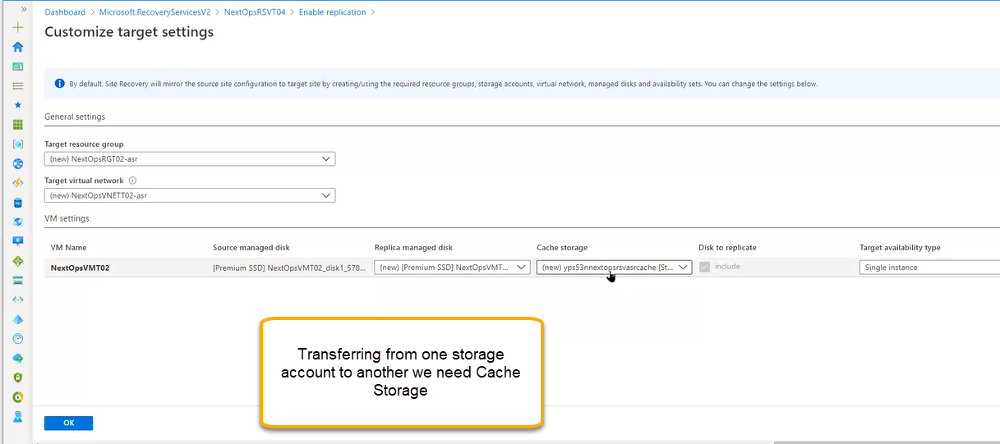 Dashboard > Microsoft.RecoveryServicesV2 > NextOpsRSVT04 > Enable replication >
Customize target settings
By default, Site Recovery will mirror the source site configuration to target site by creating/using the required resource groups, storage accounts, virtual network, managed disks and availability sets. You can change the settings below.
General settings
Target resource group
(new) NextOpsRGT02-asr
Target virtual network
(new) NextOpsVNETT02-asr
VM settings
VM Name Source managed disk Replica managed disk Cache storage Disk to replicate Target availability type
NextOpsVMT02 [Premium SSD] NextOpsVMT02_disk1_578... (new) [Premium SSD] NextOpsVMT... (new) yps53nnextopsrsvasrcache [St... include Single instance
Transferring from one storage
account to another we need Cache
Storage
OK